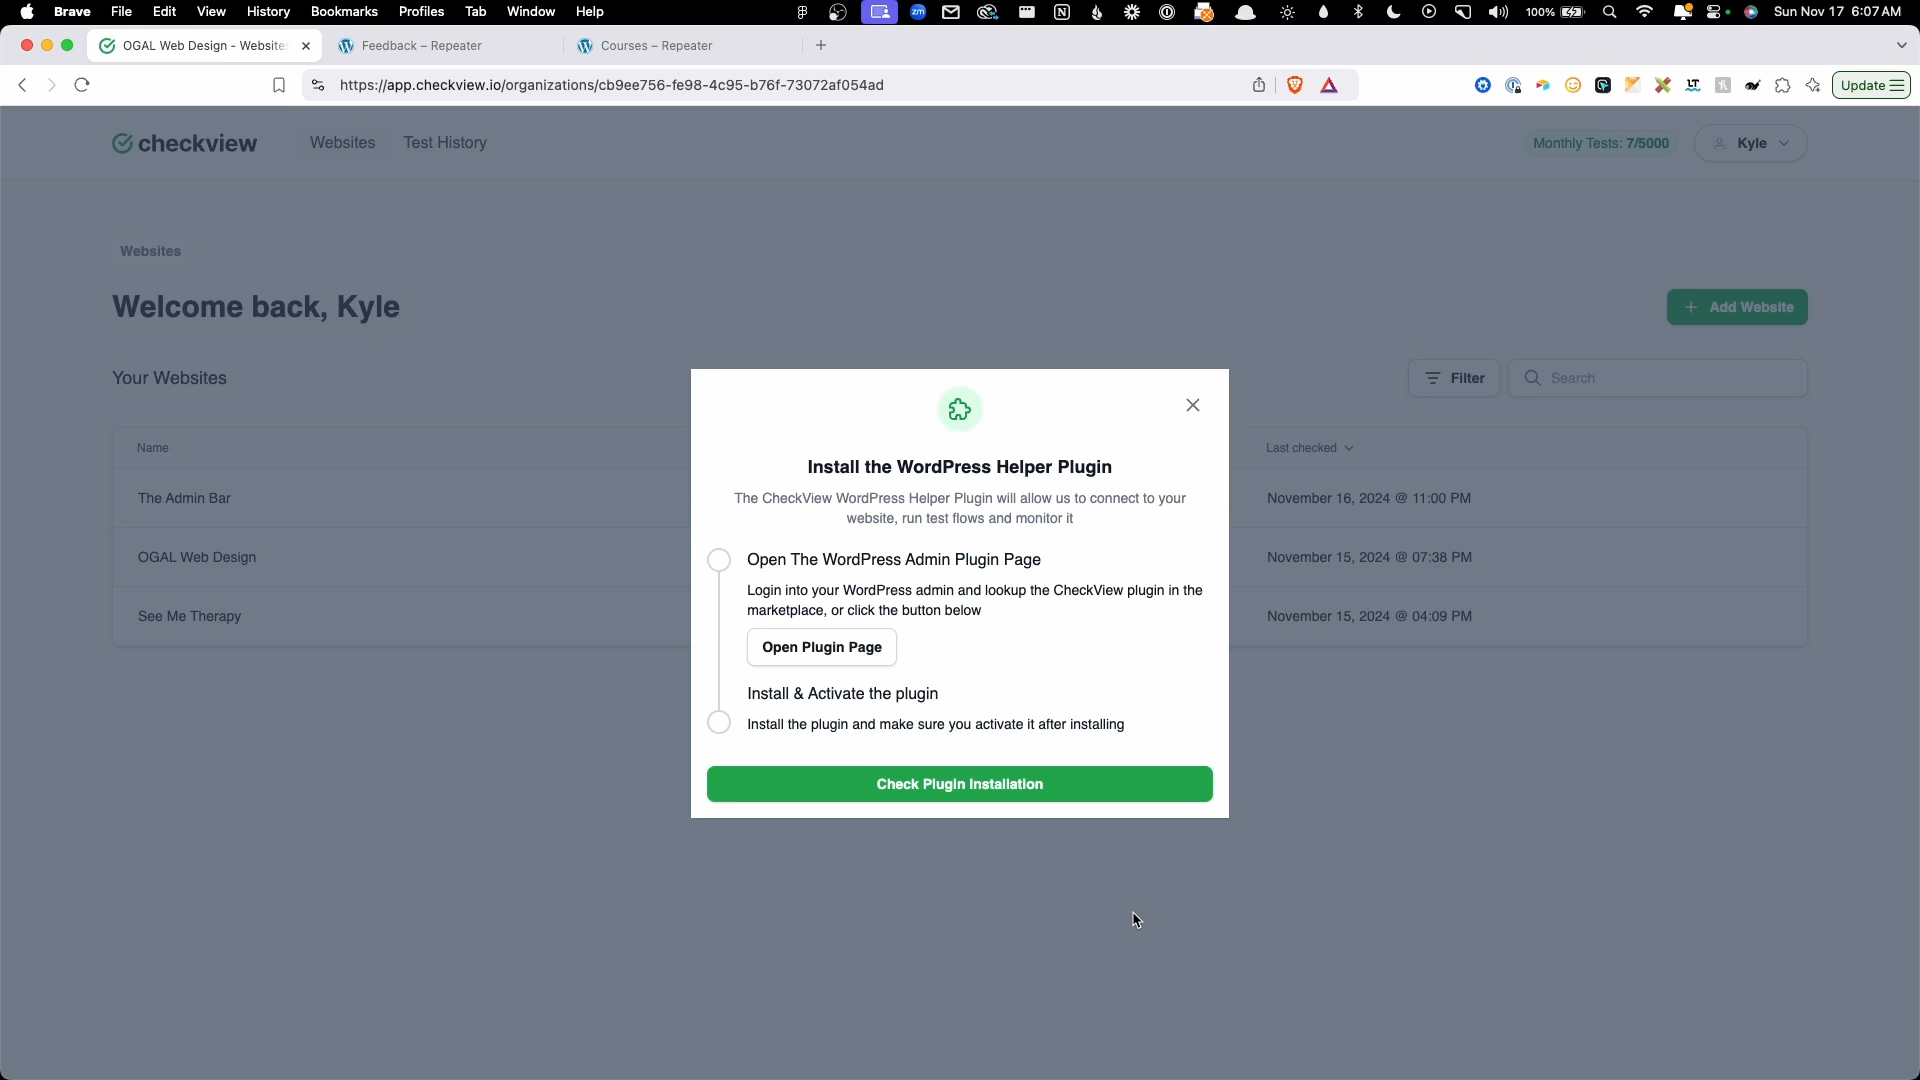 Brave File Edit View History Bookmarks Profiles Tab Window Help 100% Sun Nov 17 6:07 AM
OGAL Web Design - Website
Feedback – Repeater
Courses – Repeater
https://app.checkview.io/organizations/cb9ee756-fe98-4c95-b76f-73072af054ad
Update
checkview
Websites
Test History
Monthly Tests: 7/5000
Kyle
Websites
Welcome back, Kyle
Add Website
Your Websites
Filter
Search
Name
Last checked
The Admin Bar
November 16, 2024 @ 11:00 PM
OGAL Web Design
November 15, 2024 @ 07:38 PM
See Me Therapy
November 15, 2024 @ 04:09 PM
Install the WordPress Helper Plugin
The CheckView WordPress Helper Plugin will allow us to connect to your
website, run test flows and monitor it
Open The WordPress Admin Plugin Page
Login into your WordPress admin and lookup the CheckView plugin in the
marketplace, or click the button below
Open Plugin Page
Install & Activate the plugin
Install the plugin and make sure you activate it after installing
Check Plugin Installation